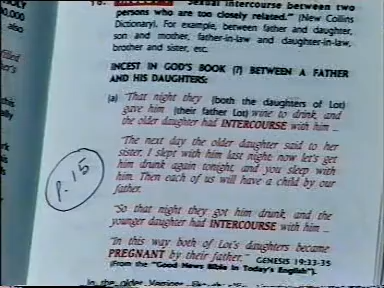 Sexual intercourse between two
persons who are too closely related." (New Collins
Dictionary). For example, between father and daughter,
son and mother, father-in-law and daughter-in-law,
brother and sister, etc.
INCEST IN GOD'S BOOK (?) BETWEEN A FATHER
AND HIS DAUGHTERS:
(a) "That night they (both the daughters of Lot)
gave him (their father Lot) wine to drink, and
the older daughter had INTERCOURSE with him ...
"The next day the older daughter said to her
sister, I slept with him last night; now let's get
him drunk again tonight, and you sleep with
him. Then each of us will have a child by our
father.
p. 15
"So that night they got him drunk, and the
younger daughter had INTERCOURSE with him ...
"In this way both of Lot's daughters became
PREGNANT by their father." GENESIS 19:33-35
(From the "Good News Bible in Today's English").